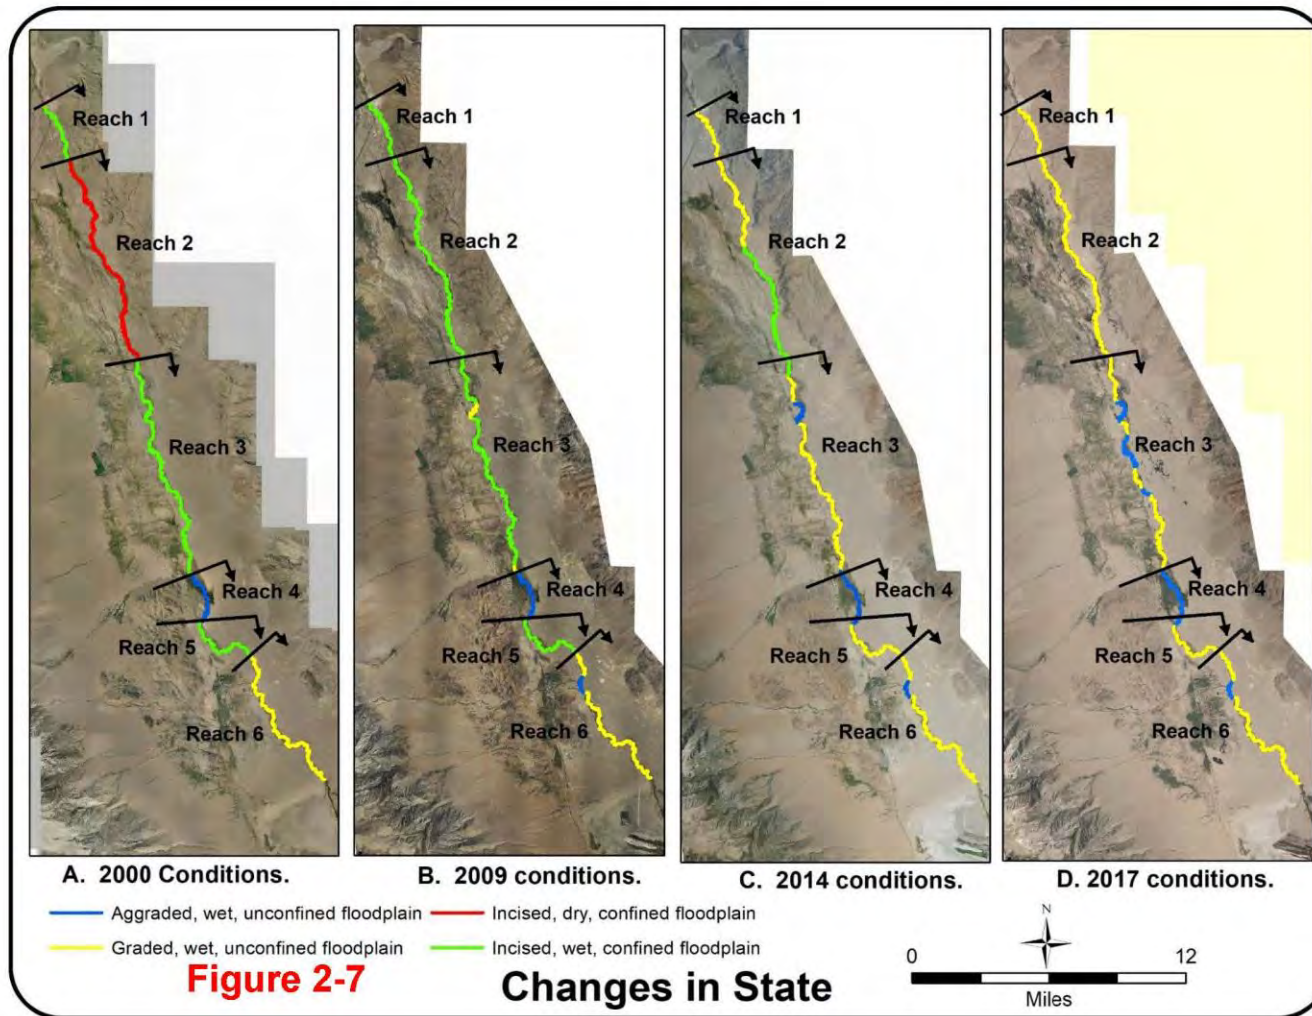 Reach 1
Reach 2
Reach 3
Reach 4
Reach 5
Reach 6
A. 2000 Conditions.
Reach 1
Reach 2
Reach 3
Reach 4
Reach 5
Reach 6
B. 2009 conditions.
Reach 1
Reach 2
Reach 3
Reach 4
Reach 5
Reach 6
C. 2014 conditions.
Reach 1
Reach 2
Reach 3
Reach 4
Reach 5
Reach 6
D. 2017 conditions.
Aggraded, wet, unconfined floodplain
Incised, dry, confined floodplain
Graded, wet, unconfined floodplain
Incised, wet, confined floodplain
Figure 2-7
Changes in State
N
0 12
Miles